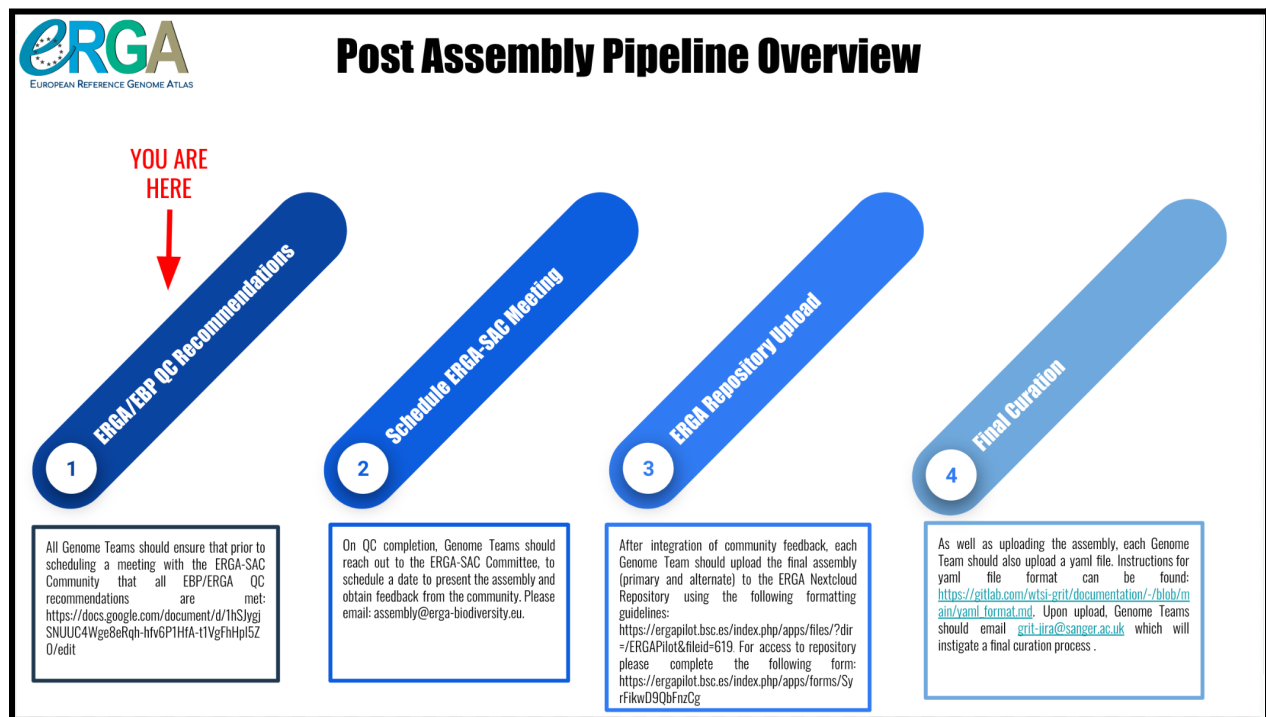 eRGA
EUROPEAN REFERENCE GENOME ATLAS
Post Assembly Pipeline Overview
YOU ARE
HERE
ERGA/EBP QC Recommendations
1
All Genome Teams should ensure that prior to
scheduling a meeting with the ERGA-SAC
Community that all EBP/ERGA QC
recommendations are met:
https://docs.google.com/document/d/1hSJygj
SNUUC4Wge8eRqh-hfv6P1HfA-t1VgFhHpI5Z
0/edit
Schedule ERGA-SAC Meeting
2
On QC completion, Genome Teams should
reach out to the ERGA-SAC Committee, to
schedule a date to present the assembly and
obtain feedback from the community. Please
email: assembly@erga-biodiversity.eu.
ERGA Repository Upload
3
After integration of community feedback, each
Genome Team should upload the final assembly
(primary and alternate) to the ERGA Nextcloud
Repository using the following formatting
guidelines:
https://ergapilot.bsc.es/index.php/apps/files/?dir
=/ERGAPilot&fileid=619. For access to repository
please complete the following form:
https://ergapilot.bsc.es/index.php/apps/forms/Sy
rFikwD9QbFnzCg
Final Curation
4
As well as uploading the assembly, each Genome
Team should also upload a yaml file. Instructions for
yaml file format can be found:
https://gitlab.com/wtsi-grit/documentation/-/blob/m
ain/yaml_format.md. Upon upload, Genome Teams
should email grit-jira@sanger.ac.uk which will
instigate a final curation process .